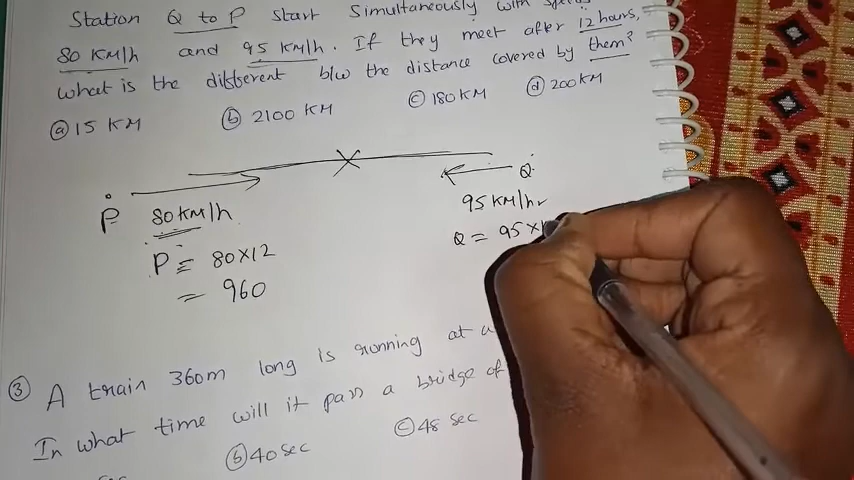 Station Q to P start Simultaneously with
80 KM/h and 95 KM/h. If they meet after 12 hours,
what is the different b/w the distance covered by them?
ⓐ 15 KM ⓑ 2100 KM ⓒ 180 KM ⓓ 200 KM
P Q
80 KM/h 95 KM/hr
P = 80×12 Q = 95×
= 960
③ A train 360m long is running at a
In what time will it pass a bridge of
sec ⓑ 40 sec ⓒ 48 sec